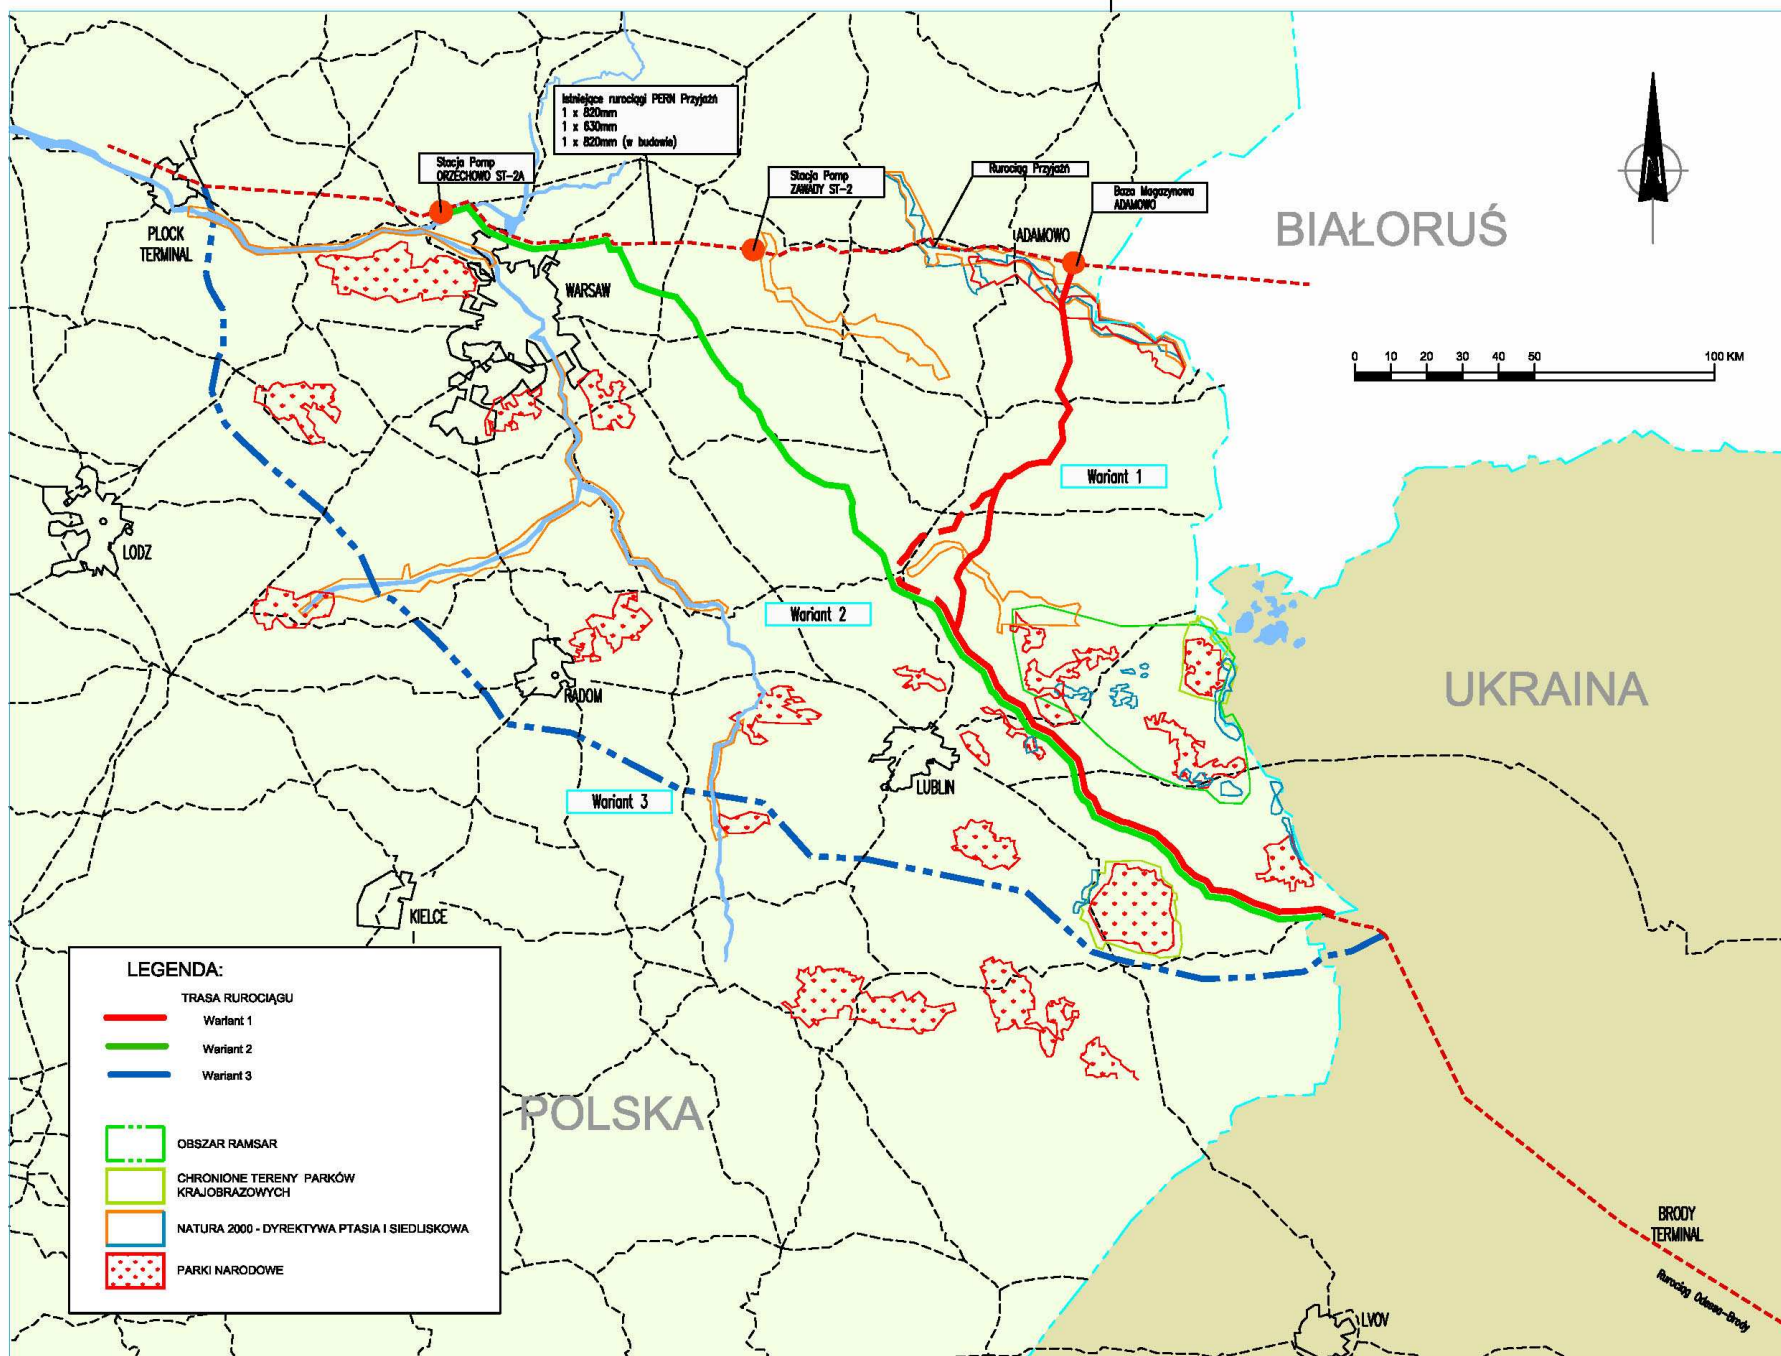 Istniejące rurociągi PERN Przyjaźń
1 x 820mm
1 x 630mm
1 x 820mm (w budowie)
Stacja Pomp
ORZECHOWO ST-2A
Stacja Pomp
ZAWADY ST-2
Rurociąg Przyjaźń
Baza Magazynowa
ADAMOWO
N
BIAŁORUŚ
PLOCK
TERMINAL
ADAMOWO
WARSAW
0 10 20 30 40 50 100 KM
Wariant 1
LODZ
Wariant 2
UKRAINA
RADOM
LUBLIN
Wariant 3
KIELCE
LEGENDA:
TRASA RUROCIĄGU
Wariant 1
Wariant 2
Wariant 3
OBSZAR RAMSAR
CHRONIONE TERENY PARKÓW
KRAJOBRAZOWYCH
NATURA 2000 - DYREKTYWA PTASIA I SIEDLISKOWA
PARKI NARODOWE
POLSKA
BRODY
TERMINAL
Rurociąg Odessa-Brody
LVOV